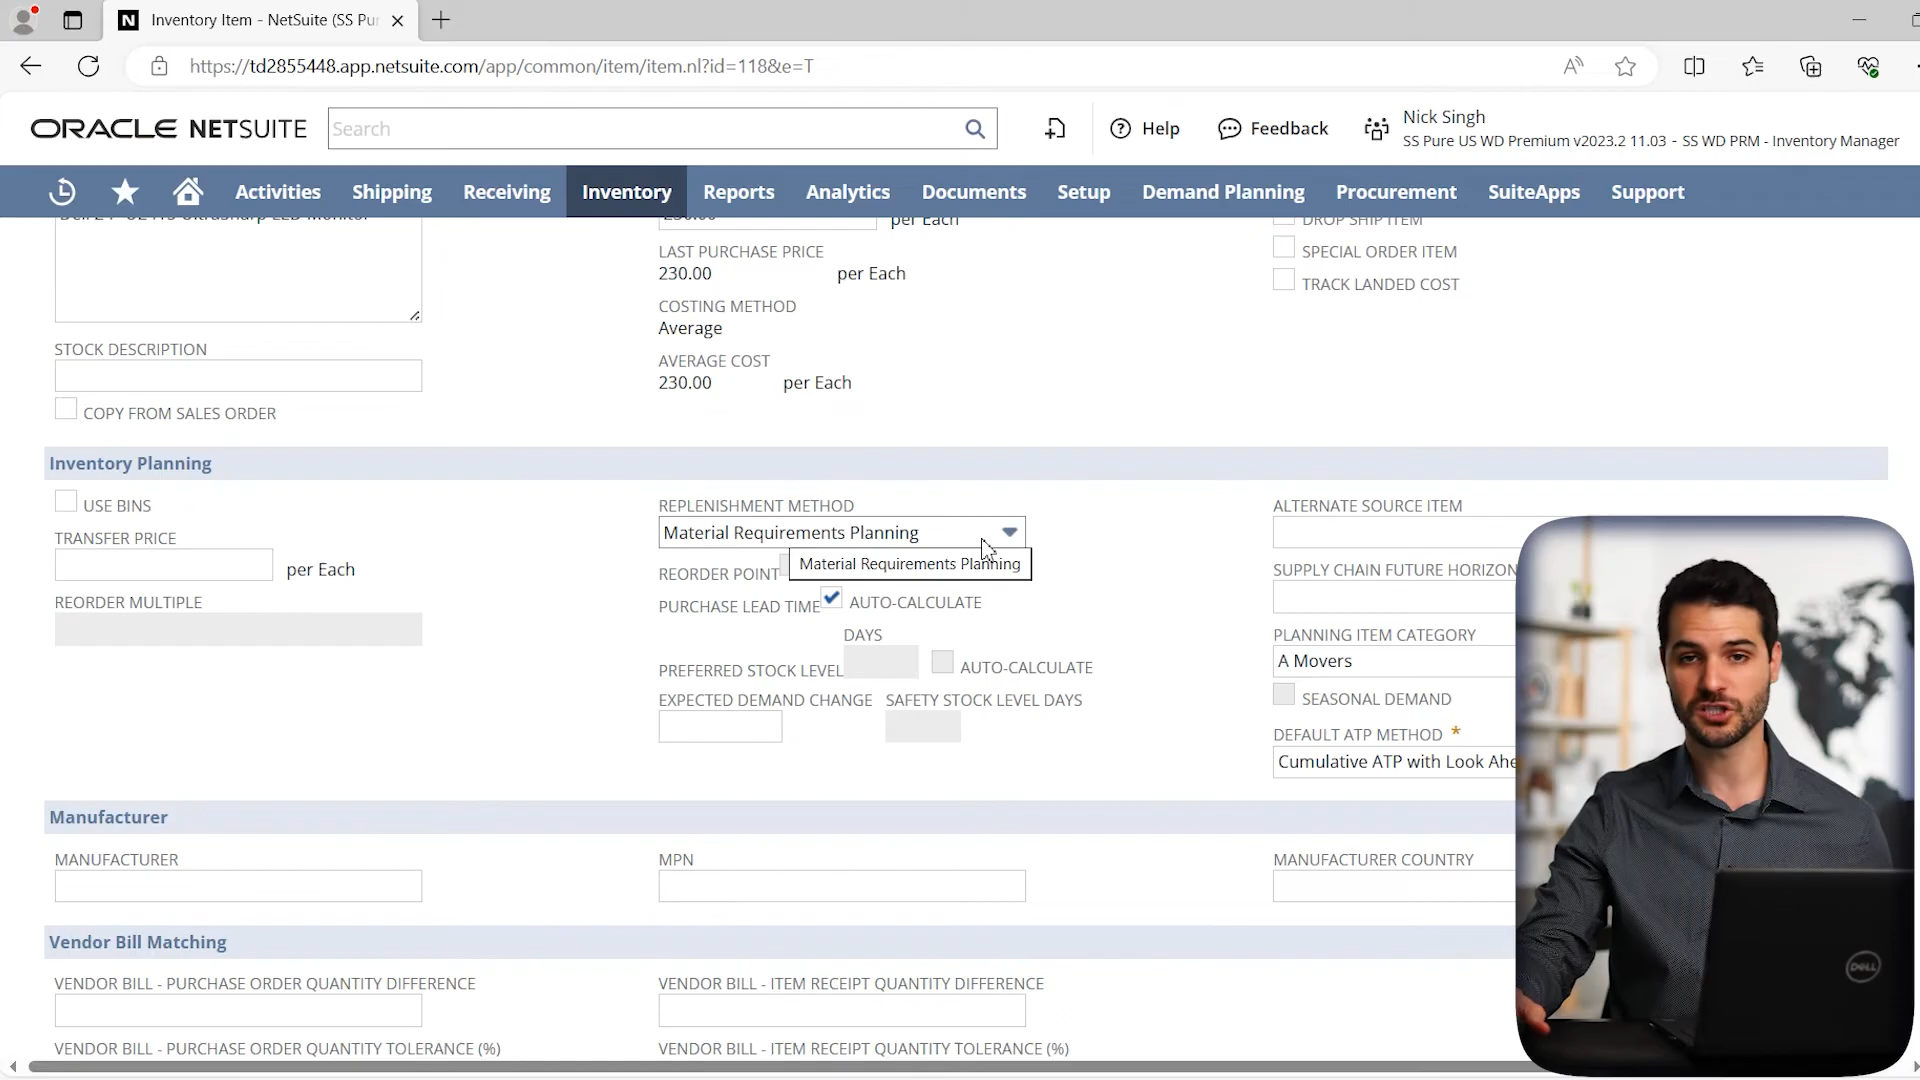 N Inventory Item - NetSuite (SS Pu
https://td2855448.app.netsuite.com/app/common/item/item.nl?id=118&e=T
ORACLE NETSUITE
Search
Help
Feedback
Nick Singh
SS Pure US WD Premium v2023.2 11.03 - SS WD PRM - Inventory Manager
Activities Shipping Receiving Inventory Reports Analytics Documents Setup Demand Planning Procurement SuiteApps Support
per Each
DROP SHIP ITEM
LAST PURCHASE PRICE
230.00 per Each
SPECIAL ORDER ITEM
TRACK LANDED COST
COSTING METHOD
Average
STOCK DESCRIPTION
AVERAGE COST
230.00 per Each
COPY FROM SALES ORDER
Inventory Planning
USE BINS
TRANSFER PRICE
per Each
REORDER MULTIPLE
REPLENISHMENT METHOD
Material Requirements Planning
Material Requirements Planning
REORDER POINT
PURCHASE LEAD TIME AUTO-CALCULATE
DAYS
PREFERRED STOCK LEVEL AUTO-CALCULATE
EXPECTED DEMAND CHANGE SAFETY STOCK LEVEL DAYS
ALTERNATE SOURCE ITEM
SUPPLY CHAIN FUTURE HORIZON
PLANNING ITEM CATEGORY
A Movers
SEASONAL DEMAND
DEFAULT ATP METHOD *
Cumulative ATP with Look Ahe
Manufacturer
MANUFACTURER
MPN
MANUFACTURER COUNTRY
Vendor Bill Matching
VENDOR BILL - PURCHASE ORDER QUANTITY DIFFERENCE
VENDOR BILL - ITEM RECEIPT QUANTITY DIFFERENCE
VENDOR BILL - PURCHASE ORDER QUANTITY TOLERANCE (%)
VENDOR BILL - ITEM RECEIPT QUANTITY TOLERANCE (%)
DELL